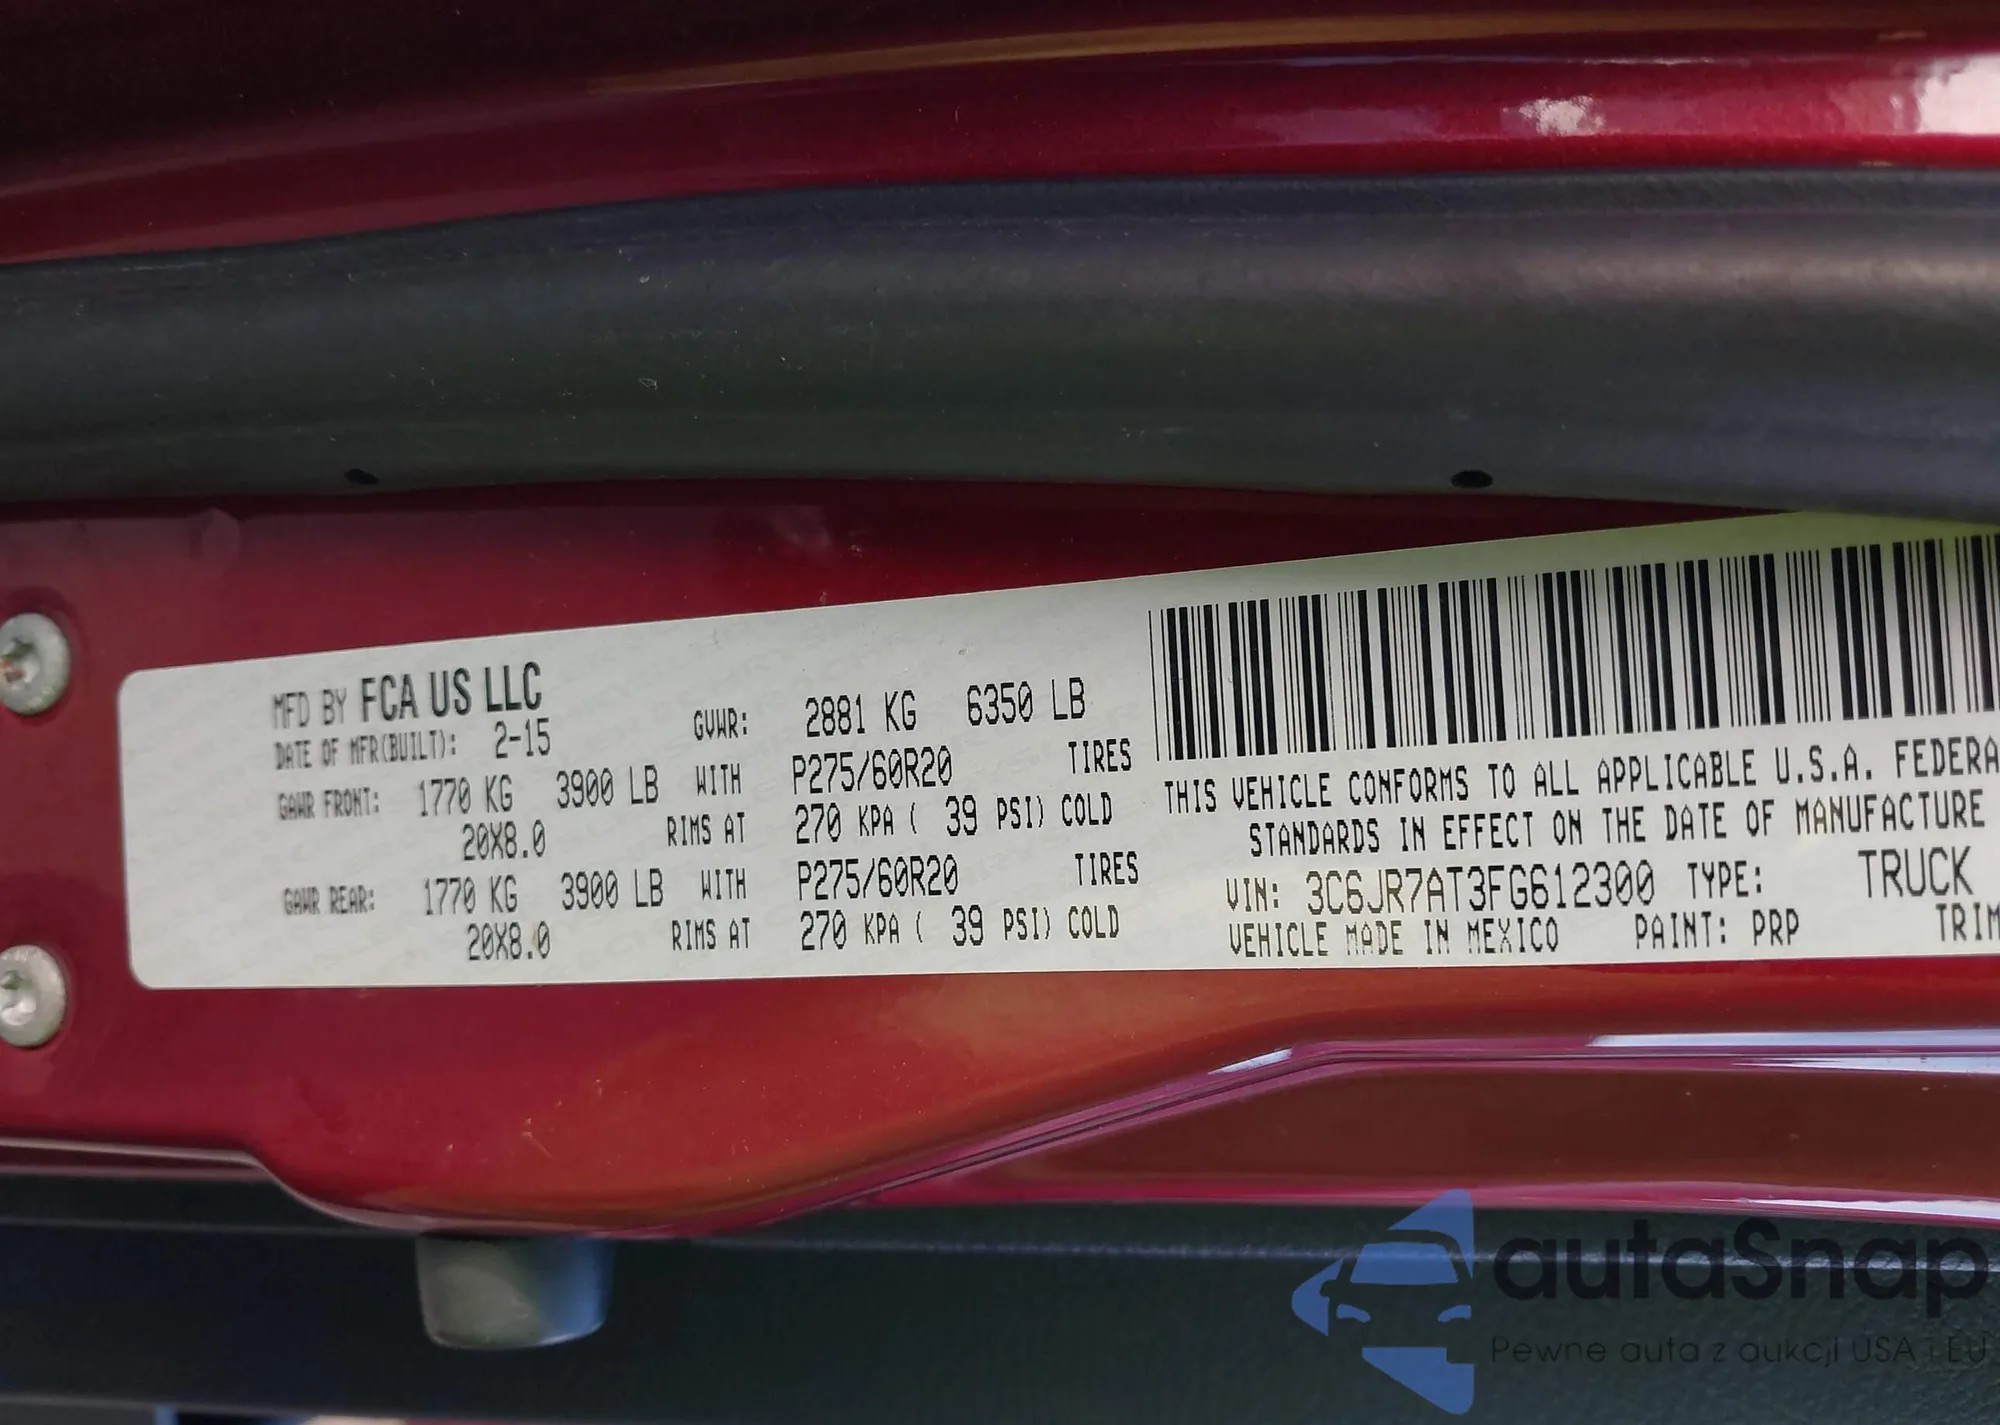 MFD BY FCA US LLC
DATE OF MFR(BUILT): 2-15 GVWR: 2881 KG 6350 LB
GAWR FRONT: 1770 KG 3900 LB WITH P275/60R20 TIRES
20X8.0 RIMS AT 270 KPA ( 39 PSI) COLD
GAWR REAR: 1770 KG 3900 LB WITH P275/60R20 TIRES
20X8.0 RIMS AT 270 KPA ( 39 PSI) COLD
THIS VEHICLE CONFORMS TO ALL APPLICABLE U.S.A. FEDERA
STANDARDS IN EFFECT ON THE DATE OF MANUFACTURE
VIN: 3C6JR7AT3FG612300 TYPE: TRUCK
VEHICLE MADE IN MEXICO PAINT: PRP TRIM
autaSnap
Pewne auta z aukcji USA i EU